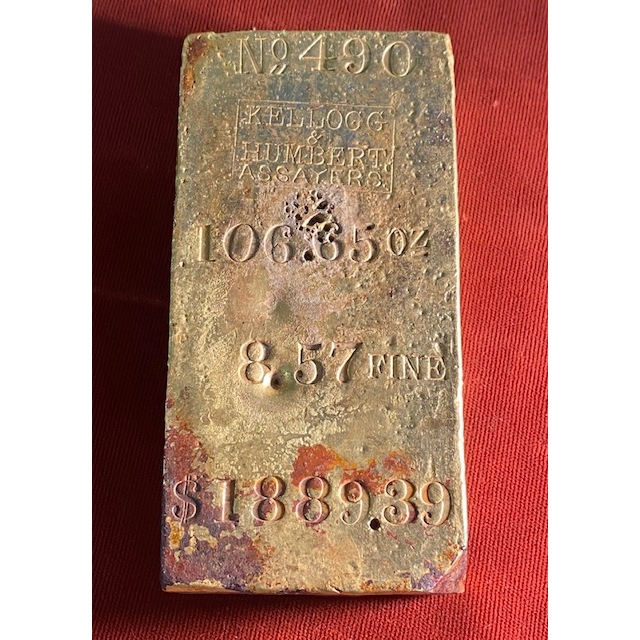 No 490
KELLOGG
&
HUMBERT
ASSAYERS.
106.65 OZ
8.57 FINE
$1889.39